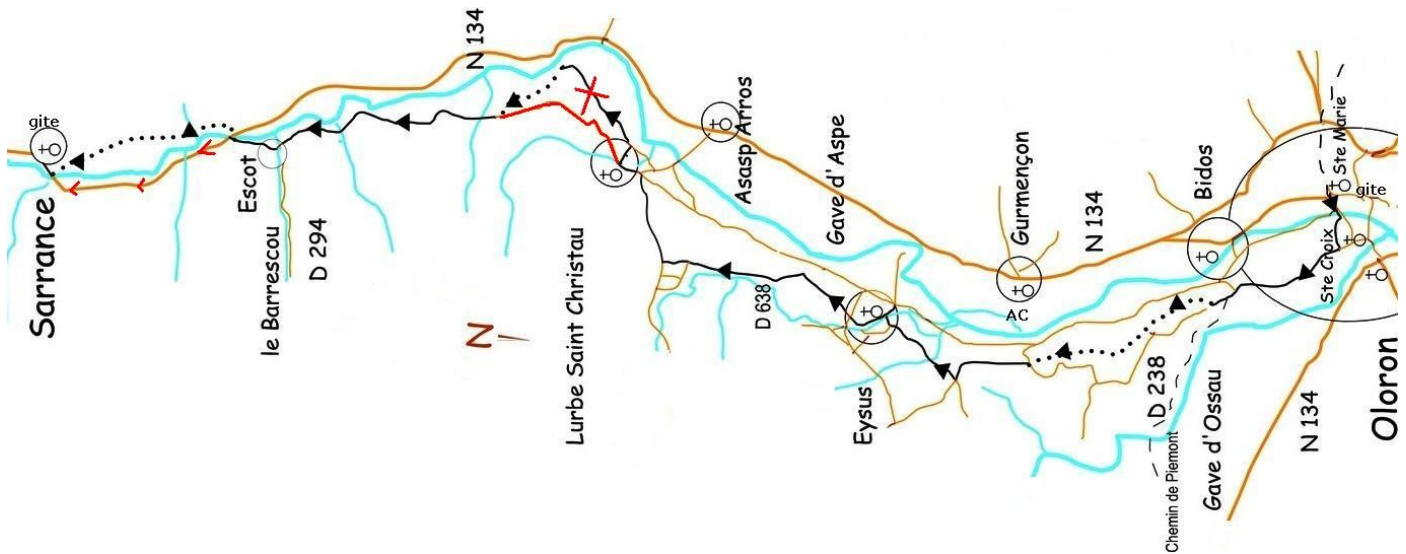 gite
Sarrance
Escot
le Barrescou
D 294
N 134
N
Lurbe Saint Christau
Asasp Arros
D 638
Gave d' Aspe
Eysus
Gurmençon
AC
N 134
Bidos
D 238
Chemin de Piemont
Gave d' Ossau
Ste Marie
gite
Ste Croix
N 134
Oloron